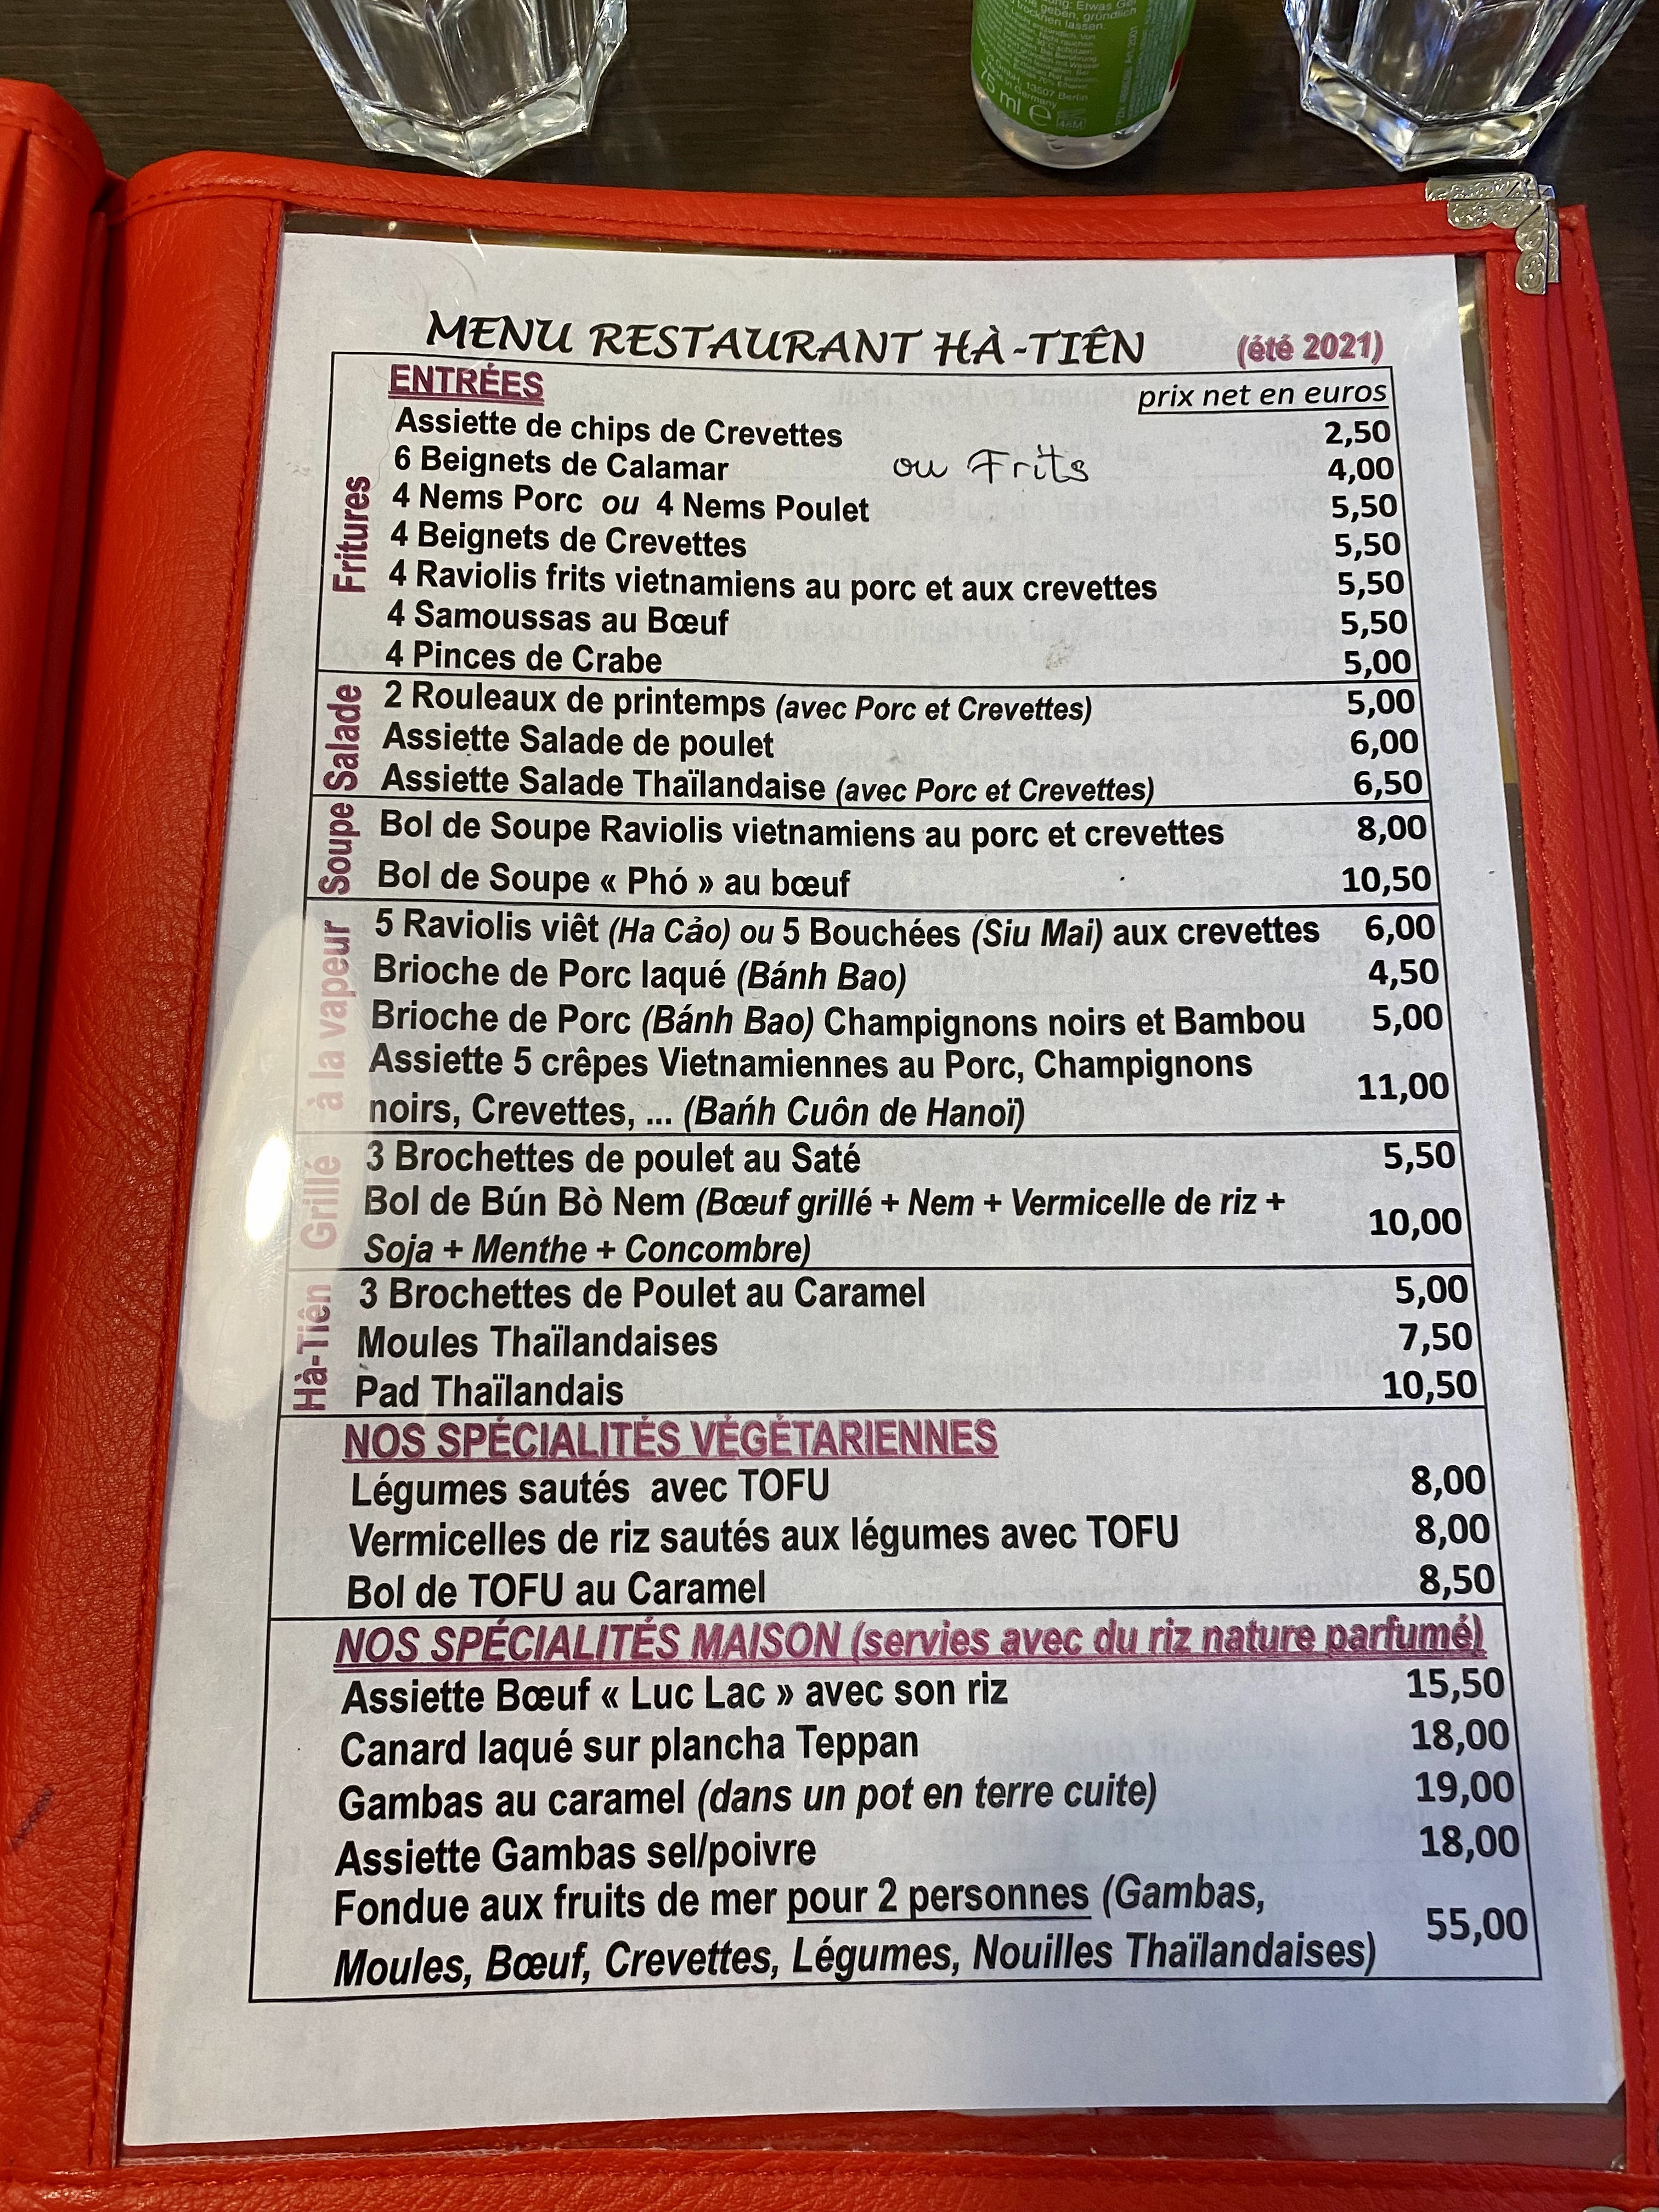 ung: Etwas Ge
geben, gründlich
trocknen lassen.
13507 Berlin
Germany
75 ml e
MENU RESTAURANT HÀ-TIÊN (été 2021)
ENTRÉES prix net en euros
Fritures
Assiette de chips de Crevettes 2,50
6 Beignets de Calamar ou Frits 4,00
4 Nems Porc ou 4 Nems Poulet 5,50
4 Beignets de Crevettes 5,50
4 Raviolis frits vietnamiens au porc et aux crevettes 5,50
4 Samoussas au Bœuf 5,50
4 Pinces de Crabe 5,00
Salade
2 Rouleaux de printemps (avec Porc et Crevettes) 5,00
Assiette Salade de poulet 6,00
Assiette Salade Thaïlandaise (avec Porc et Crevettes) 6,50
Soupe
Bol de Soupe Raviolis vietnamiens au porc et crevettes 8,00
Bol de Soupe « Phó » au bœuf 10,50
à la vapeur
5 Raviolis viêt (Ha Cảo) ou 5 Bouchées (Siu Mai) aux crevettes 6,00
Brioche de Porc laqué (Bánh Bao) 4,50
Brioche de Porc (Bánh Bao) Champignons noirs et Bambou 5,00
Assiette 5 crêpes Vietnamiennes au Porc, Champignons
noirs, Crevettes, ... (Bańh Cuôn de Hanoï) 11,00
Grillé
3 Brochettes de poulet au Saté 5,50
Bol de Bún Bò Nem (Bœuf grillé + Nem + Vermicelle de riz +
Soja + Menthe + Concombre) 10,00
Hà-Tiên
3 Brochettes de Poulet au Caramel 5,00
Moules Thaïlandaises 7,50
Pad Thaïlandais 10,50
NOS SPÉCIALITÉS VÉGÉTARIENNES
Légumes sautés avec TOFU 8,00
Vermicelles de riz sautés aux légumes avec TOFU 8,00
Bol de TOFU au Caramel 8,50
NOS SPÉCIALITÉS MAISON (servies avec du riz nature parfumé)
Assiette Bœuf « Luc Lac » avec son riz 15,50
Canard laqué sur plancha Teppan 18,00
Gambas au caramel (dans un pot en terre cuite) 19,00
Assiette Gambas sel/poivre 18,00
Fondue aux fruits de mer pour 2 personnes (Gambas,
Moules, Bœuf, Crevettes, Légumes, Nouilles Thaïlandaises) 55,00